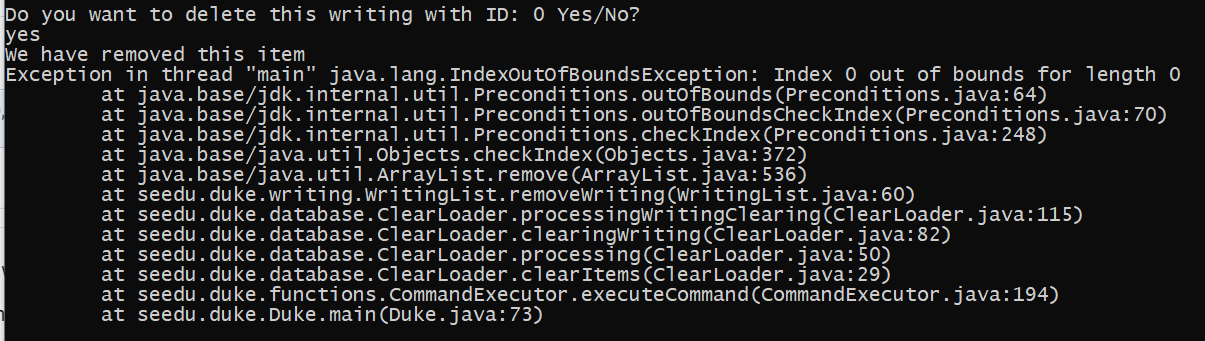 Do you want to delete this writing with ID: 0 Yes/No?
yes
We have removed this item
Exception in thread "main" java.lang.IndexOutOfBoundsException: Index 0 out of bounds for length 0
at java.base/jdk.internal.util.Preconditions.outOfBounds(Preconditions.java:64)
at java.base/jdk.internal.util.Preconditions.outOfBoundsCheckIndex(Preconditions.java:70)
at java.base/jdk.internal.util.Preconditions.checkIndex(Preconditions.java:248)
at java.base/java.util.Objects.checkIndex(Objects.java:372)
at java.base/java.util.ArrayList.remove(ArrayList.java:536)
at seedu.duke.writing.WritingList.removeWriting(WritingList.java:60)
at seedu.duke.database.ClearLoader.processingWritingClearing(ClearLoader.java:115)
at seedu.duke.database.ClearLoader.clearingWriting(ClearLoader.java:82)
at seedu.duke.database.ClearLoader.processing(ClearLoader.java:50)
at seedu.duke.database.ClearLoader.clearItems(ClearLoader.java:29)
at seedu.duke.functions.CommandExecutor.executeCommand(CommandExecutor.java:194)
at seedu.duke.Duke.main(Duke.java:73)